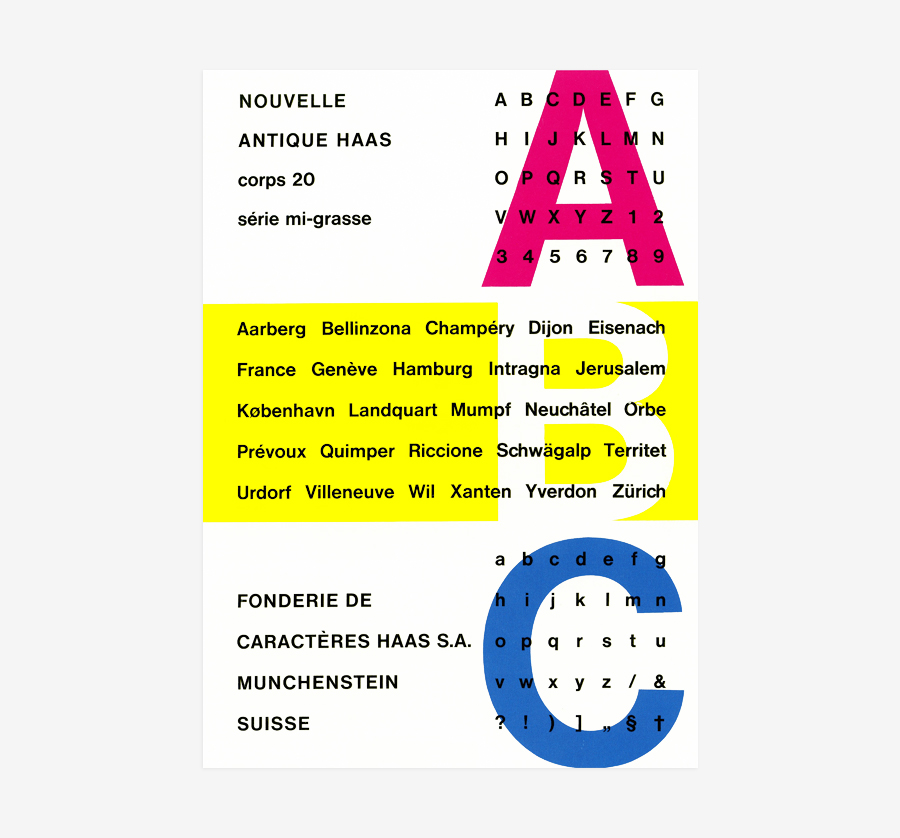 NOUVELLE
ANTIQUE HAAS
corps 20
série mi-grasse
A B C D E F G
H I J K L M N
O P Q R S T U
V W X Y Z 1 2
3 4 5 6 7 8 9
A
Aarberg Bellinzona Champéry Dijon Eisenach
France Genève Hamburg Intragna Jerusalem
København Landquart Mumpf Neuchâtel Orbe
Prévoux Quimper Riccione Schwägalp Territet
Urdorf Villeneuve Wil Xanten Yverdon Zürich
B
FONDERIE DE
CARACTÈRES HAAS S.A.
MUNCHENSTEIN
SUISSE
a b c d e f g
h i j k l m n
o p q r s t u
v w x y z / &
? ! ) ] „ § †
C